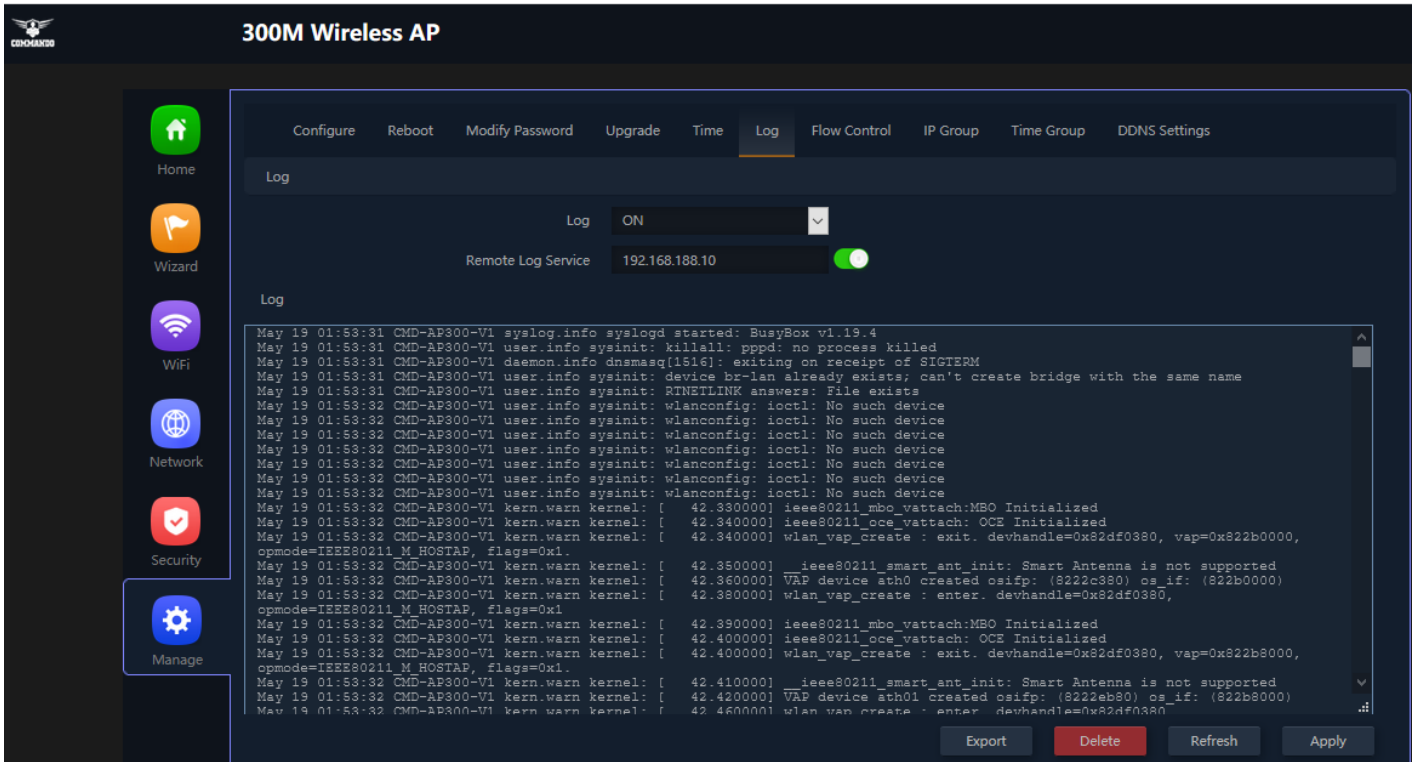 COMMANDO
300M Wireless AP
Configure Reboot Modify Password Upgrade Time Log Flow Control IP Group Time Group DDNS Settings
Home
Log
Log ON
Wizard
Remote Log Service 192.168.188.10
Log
WiFi
Network
Security
Manage
May 19 01:53:31 CMD-AP300-V1 syslog.info syslogd started: BusyBox v1.19.4
May 19 01:53:31 CMD-AP300-V1 user.info sysinit: killall: pppd: no process killed
May 19 01:53:31 CMD-AP300-V1 daemon.info dnsmasq[1516]: exiting on receipt of SIGTERM
May 19 01:53:31 CMD-AP300-V1 user.info sysinit: device br-lan already exists; can't create bridge with the same name
May 19 01:53:31 CMD-AP300-V1 user.info sysinit: RTNETLINK answers: File exists
May 19 01:53:32 CMD-AP300-V1 user.info sysinit: wlanconfig: ioctl: No such device
May 19 01:53:32 CMD-AP300-V1 user.info sysinit: wlanconfig: ioctl: No such device
May 19 01:53:32 CMD-AP300-V1 user.info sysinit: wlanconfig: ioctl: No such device
May 19 01:53:32 CMD-AP300-V1 user.info sysinit: wlanconfig: ioctl: No such device
May 19 01:53:32 CMD-AP300-V1 user.info sysinit: wlanconfig: ioctl: No such device
May 19 01:53:32 CMD-AP300-V1 user.info sysinit: wlanconfig: ioctl: No such device
May 19 01:53:32 CMD-AP300-V1 user.info sysinit: wlanconfig: ioctl: No such device
May 19 01:53:32 CMD-AP300-V1 kern.warn kernel: [ 42.330000] ieee80211_mbo_vattach:MBO Initialized
May 19 01:53:32 CMD-AP300-V1 kern.warn kernel: [ 42.340000] ieee80211_oce_vattach: OCE Initialized
May 19 01:53:32 CMD-AP300-V1 kern.warn kernel: [ 42.340000] wlan_vap_create : exit. devhandle=0x82df0380, vap=0x822b0000,
opmode=IEEE80211_M_HOSTAP, flags=0x1.
May 19 01:53:32 CMD-AP300-V1 kern.warn kernel: [ 42.350000] __ieee80211_smart_ant_init: Smart Antenna is not supported
May 19 01:53:32 CMD-AP300-V1 kern.warn kernel: [ 42.360000] VAP device ath0 created osifp: (8222c380) os_if: (822b0000)
May 19 01:53:32 CMD-AP300-V1 kern.warn kernel: [ 42.380000] wlan_vap_create : enter. devhandle=0x82df0380,
opmode=IEEE80211_M_HOSTAP, flags=0x1
May 19 01:53:32 CMD-AP300-V1 kern.warn kernel: [ 42.390000] ieee80211_mbo_vattach:MBO Initialized
May 19 01:53:32 CMD-AP300-V1 kern.warn kernel: [ 42.400000] ieee80211_oce_vattach: OCE Initialized
May 19 01:53:32 CMD-AP300-V1 kern.warn kernel: [ 42.400000] wlan_vap_create : exit. devhandle=0x82df0380, vap=0x822b8000,
opmode=IEEE80211_M_HOSTAP, flags=0x1.
May 19 01:53:32 CMD-AP300-V1 kern.warn kernel: [ 42.410000] __ieee80211_smart_ant_init: Smart Antenna is not supported
May 19 01:53:32 CMD-AP300-V1 kern.warn kernel: [ 42.420000] VAP device ath01 created osifp: (8222eb80) os_if: (822b8000)
May 19 01:53:32 CMD-AP300-V1 kern.warn kernel: [ 42.460000] wlan_vap_create : enter. devhandle=0x82df0380
Export Delete Refresh Apply